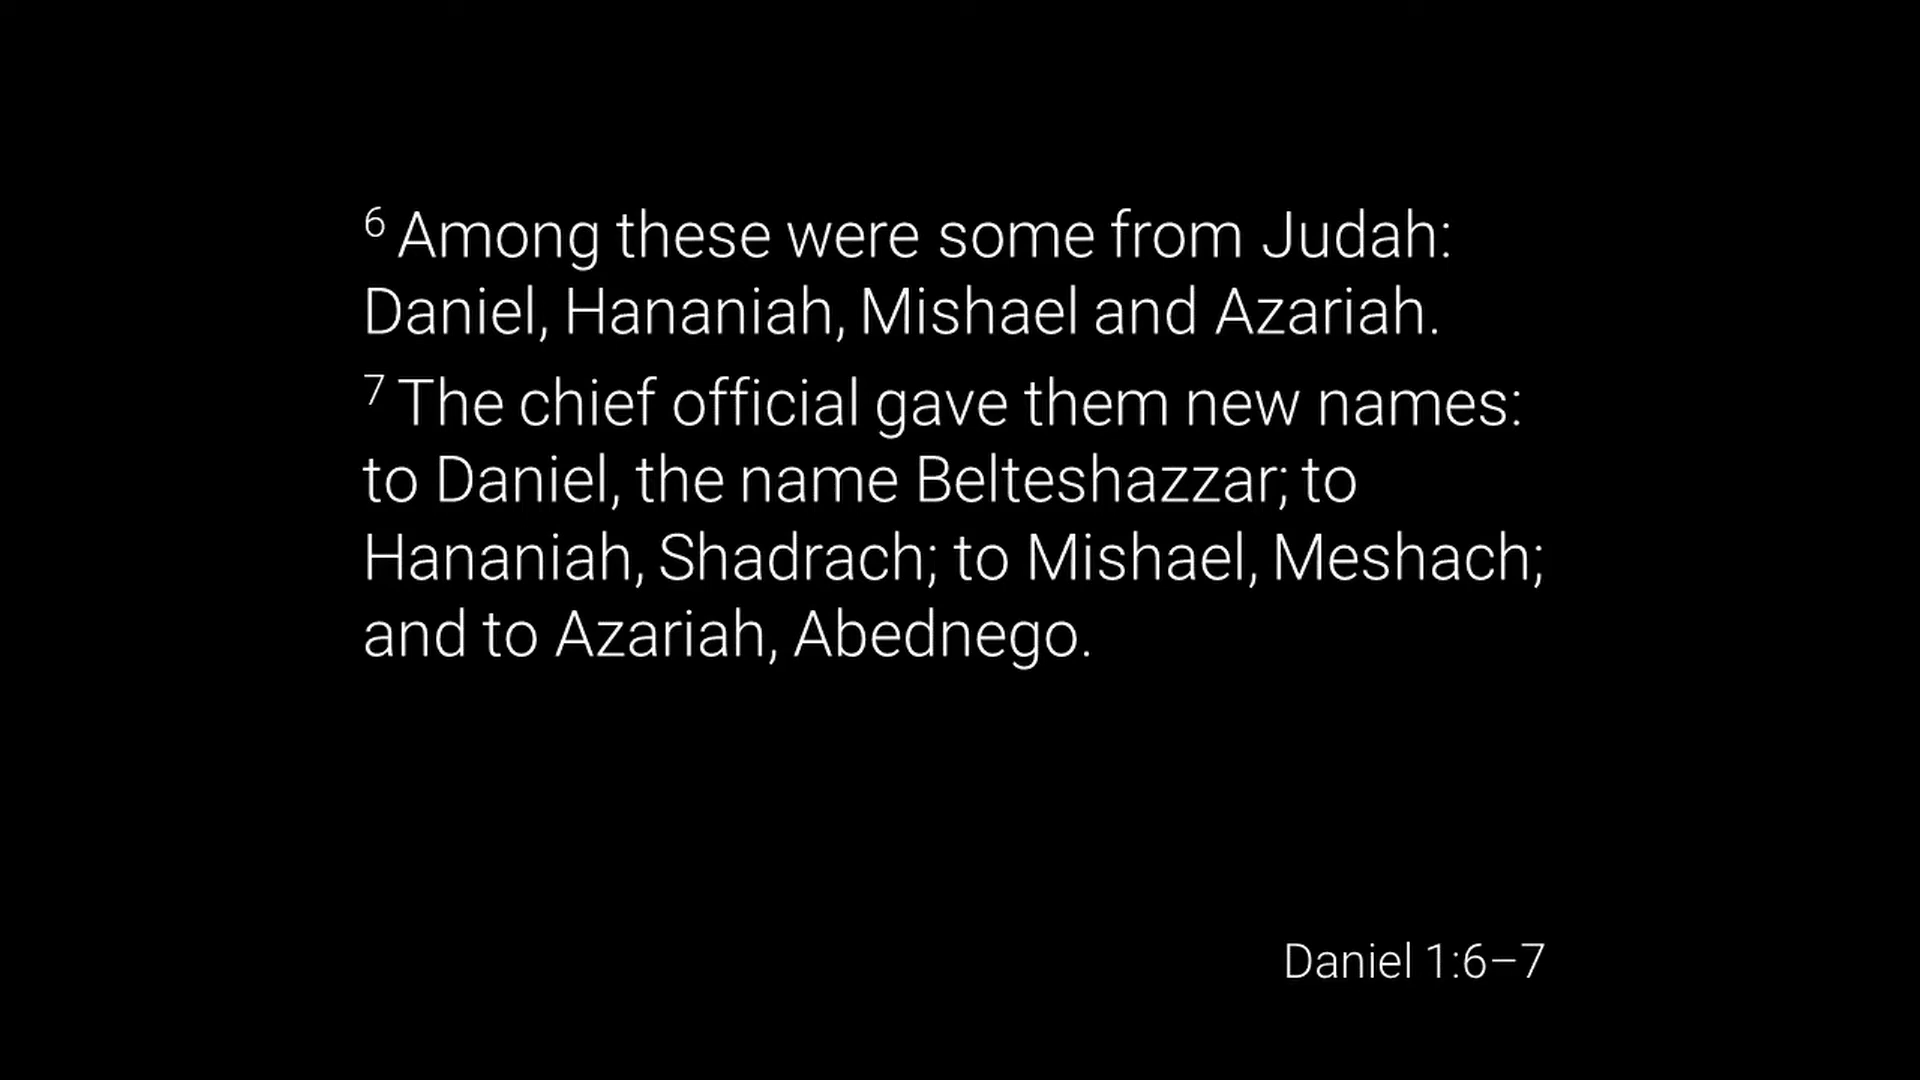 6 Among these were some from Judah:
Daniel, Hananiah, Mishael and Azariah.
7 The chief official gave them new names:
to Daniel, the name Belteshazzar; to
Hananiah, Shadrach; to Mishael, Meshach;
and to Azariah, Abednego.
Daniel 1:6–7